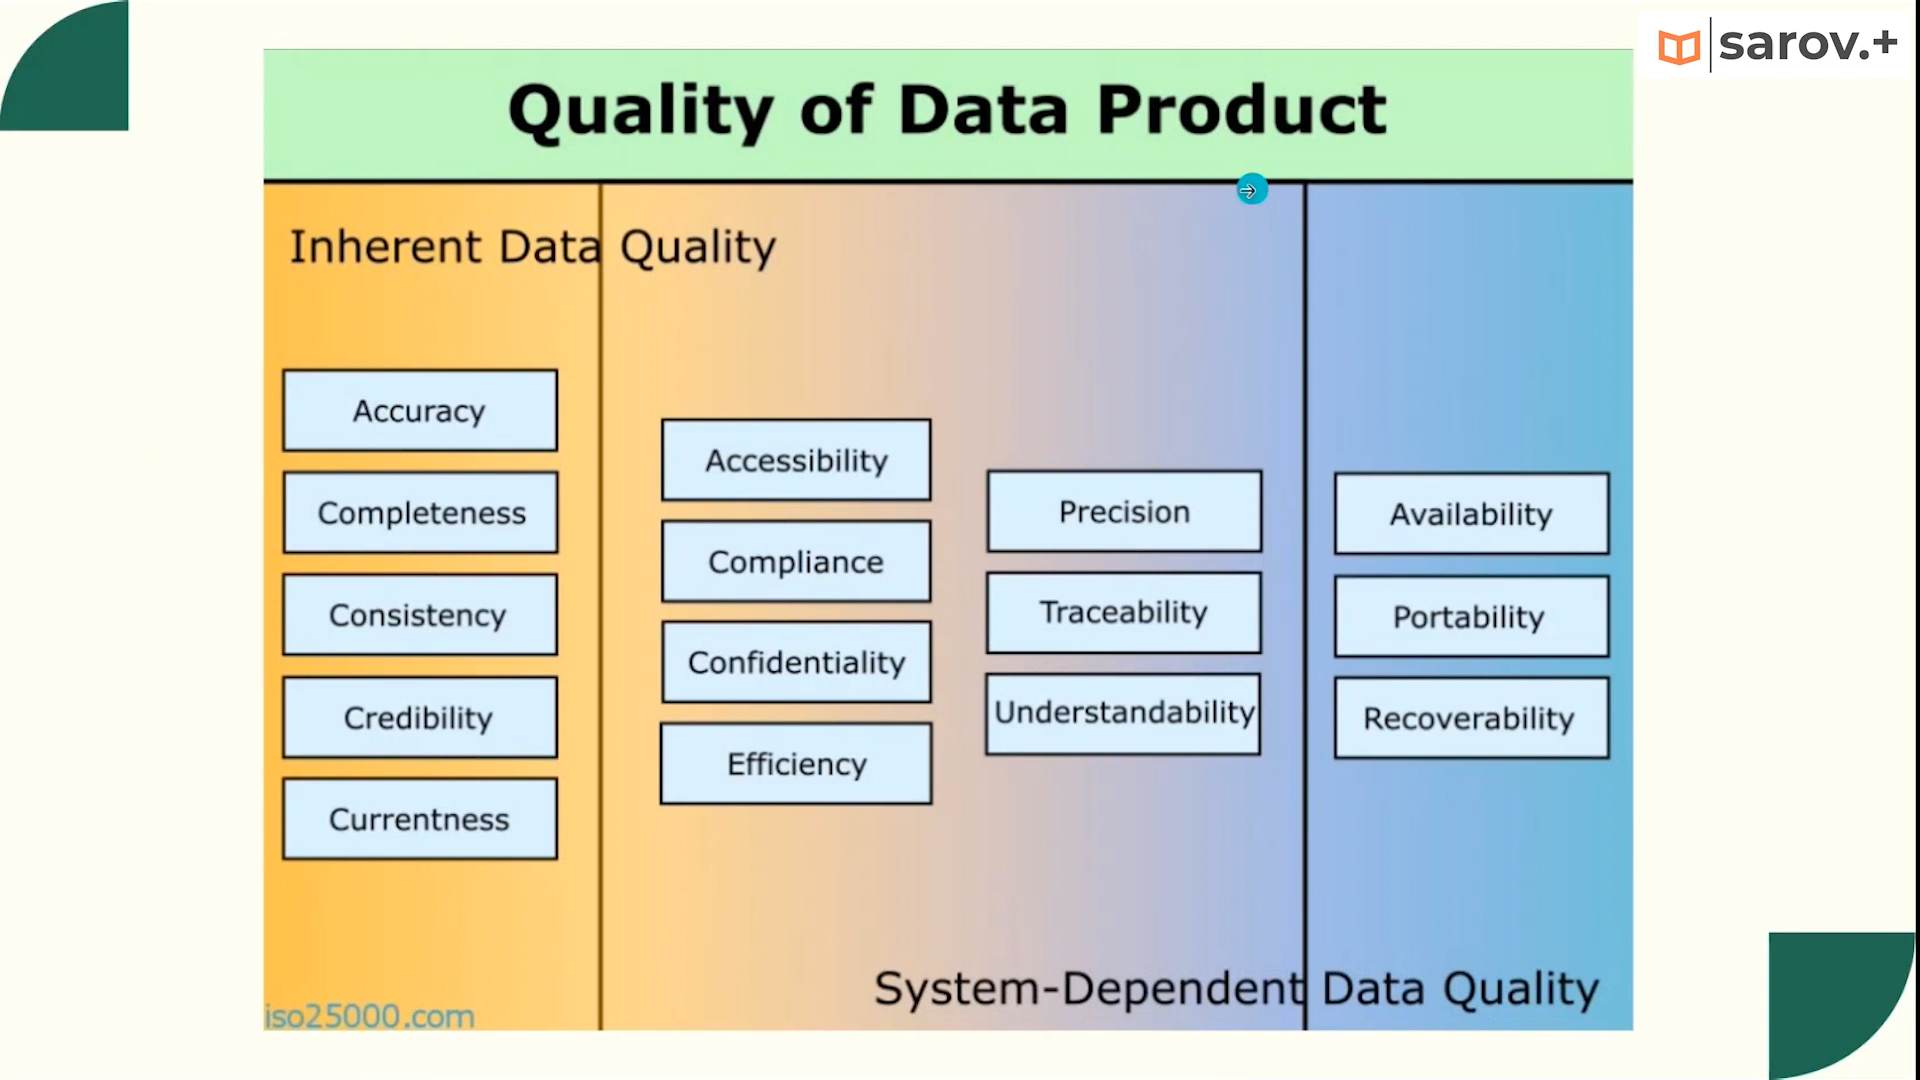 sarov.+
Quality of Data Product
Inherent Data Quality
Accuracy
Completeness
Consistency
Credibility
Currentness
Accessibility
Compliance
Confidentiality
Efficiency
Precision
Traceability
Understandability
Availability
Portability
Recoverability
System-Dependent Data Quality
iso25000.com